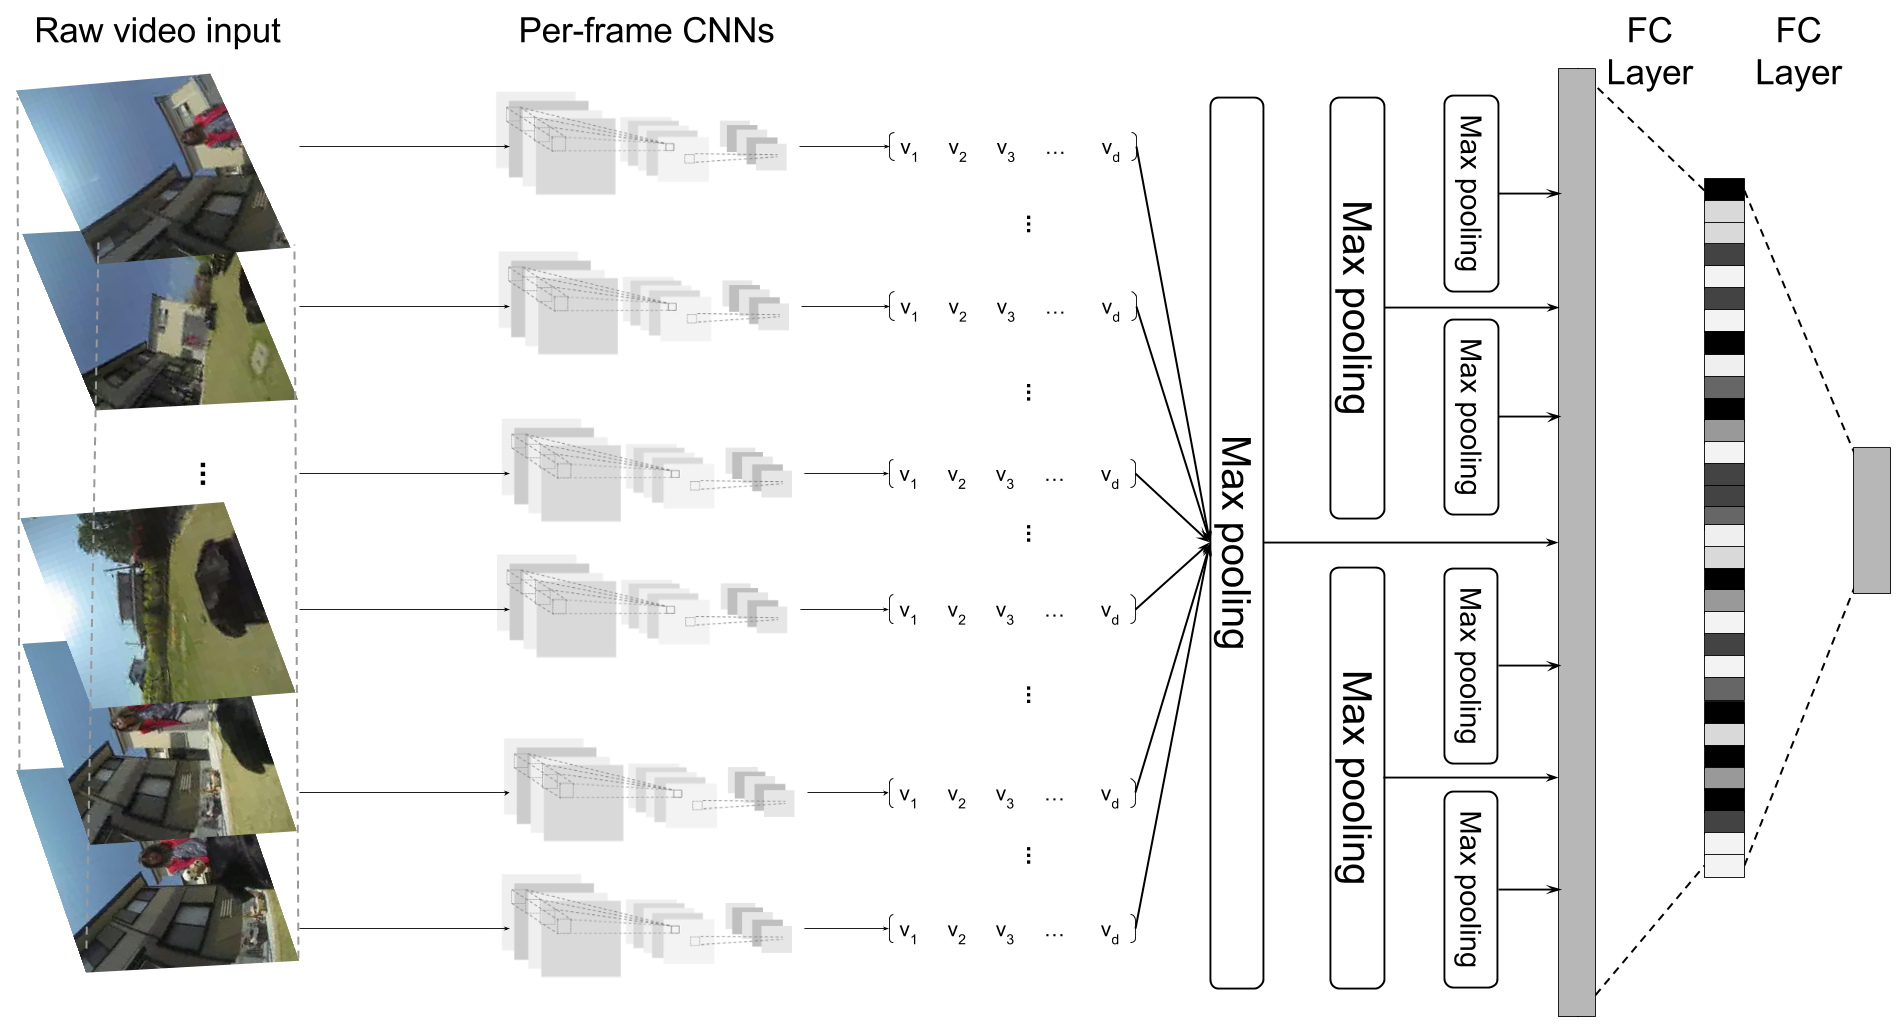 Raw video input
Per-frame CNNs
FC
Layer
FC
Layer
v1 v2 v3 … vd
...
v1 v2 v3 … vd
...
v1 v2 v3 … vd
...
v1 v2 v3 … vd
...
v1 v2 v3 … vd
...
v1 v2 v3 … vd
...
Max pooling
Max pooling
Max pooling
Max pooling
Max pooling
Max pooling
Max pooling